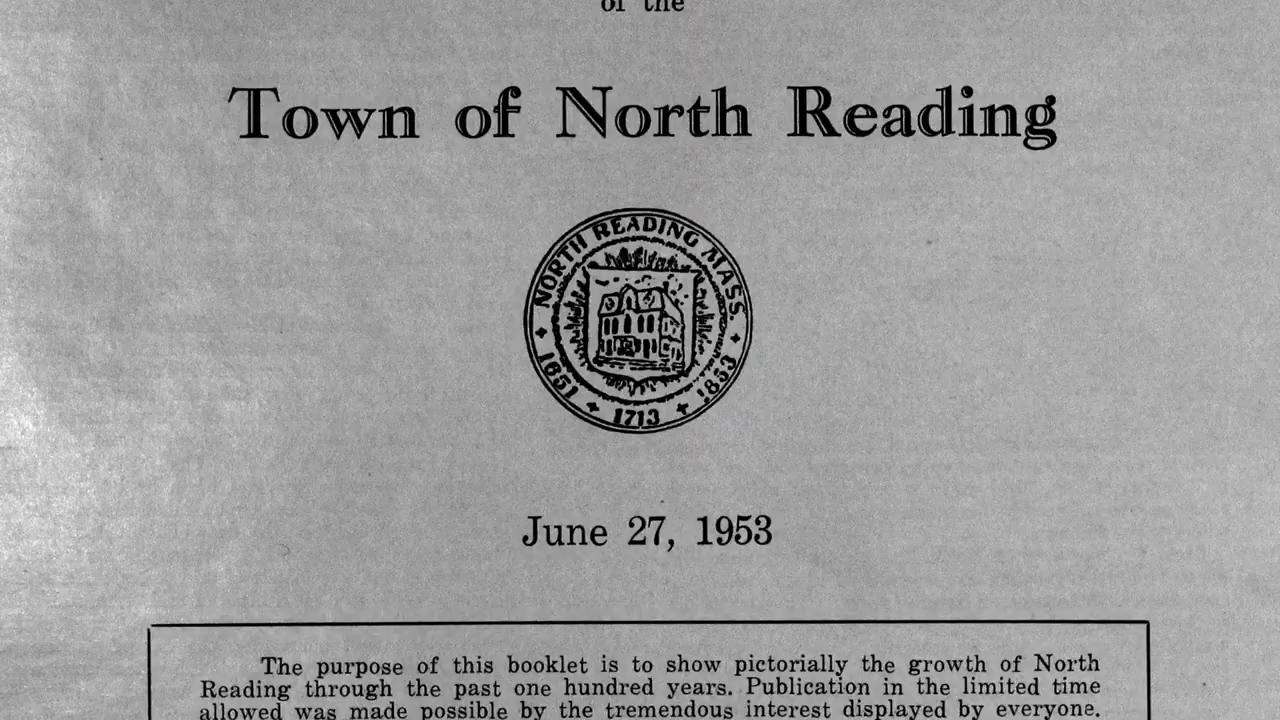 of the
Town of North Reading
NORTH READING MASS.
1651 1713 1853
June 27, 1953
The purpose of this booklet is to show pictorially the growth of North
Reading through the past one hundred years. Publication in the limited time
allowed was made possible by the tremendous interest displayed by everyone.